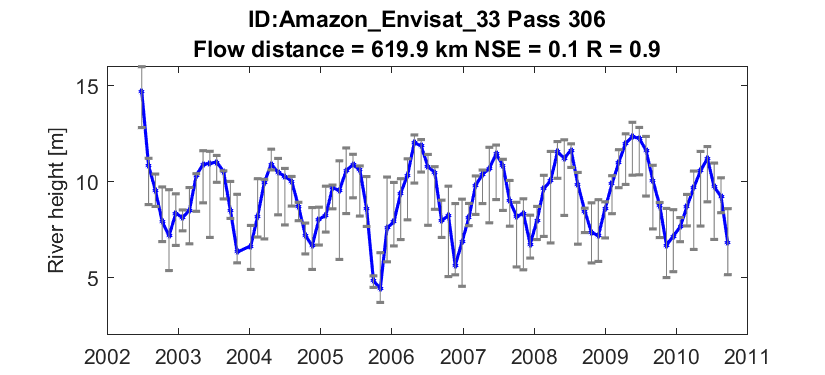 ID:Amazon_Envisat_33 Pass 306
Flow distance = 619.9 km NSE = 0.1 R = 0.9
River height [m]
15
10
5
2002 2003 2004 2005 2006 2007 2008 2009 2010 2011